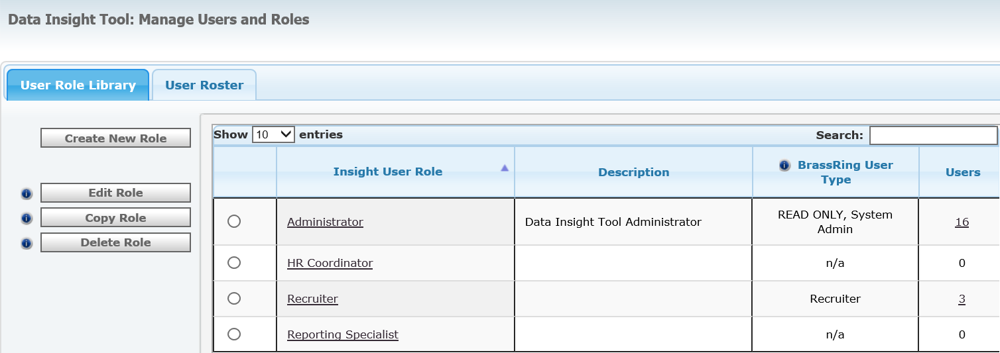 Data Insight Tool: Manage Users and Roles
User Role Library User Roster
Create New Role
Edit Role
Copy Role
Delete Role
Show 10 entries Search:
Insight User Role Description BrassRing User Type Users
Administrator Data Insight Tool Administrator READ ONLY, System Admin 16
HR Coordinator n/a 0
Recruiter Recruiter 3
Reporting Specialist n/a 0